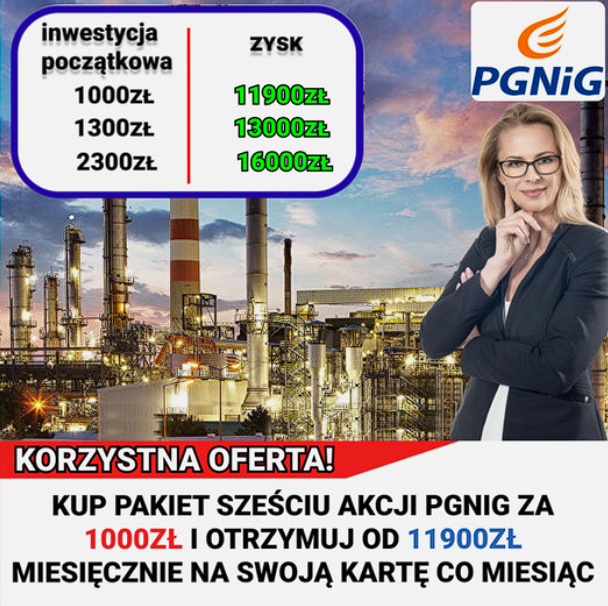 inwestycja
początkowa
ZYSK
1000zŁ
11900zŁ
1300zŁ
13000zŁ
2300zŁ
16000zŁ
PGNiG
KORZYSTNA OFERTA!
KUP PAKIET SZEŚCIU AKCJI PGNIG ZA
1000ZŁ I OTRZYMUJ OD 11900ZŁ
MIESIĘCZNIE NA SWOJĄ KARTĘ CO MIESIĄC